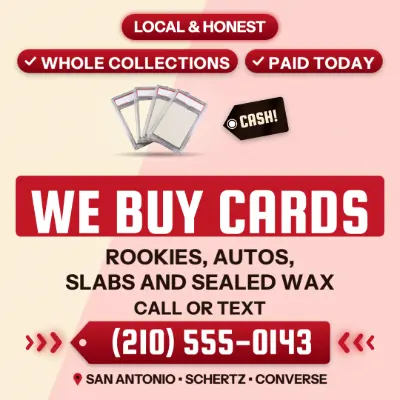 LOCAL & HONEST
✓ WHOLE COLLECTIONS ✓ PAID TODAY
CASH!
WE BUY CARDS
ROOKIES, AUTOS,
SLABS AND SEALED WAX
CALL OR TEXT
(210) 555-0143
SAN ANTONIO • SCHERTZ • CONVERSE